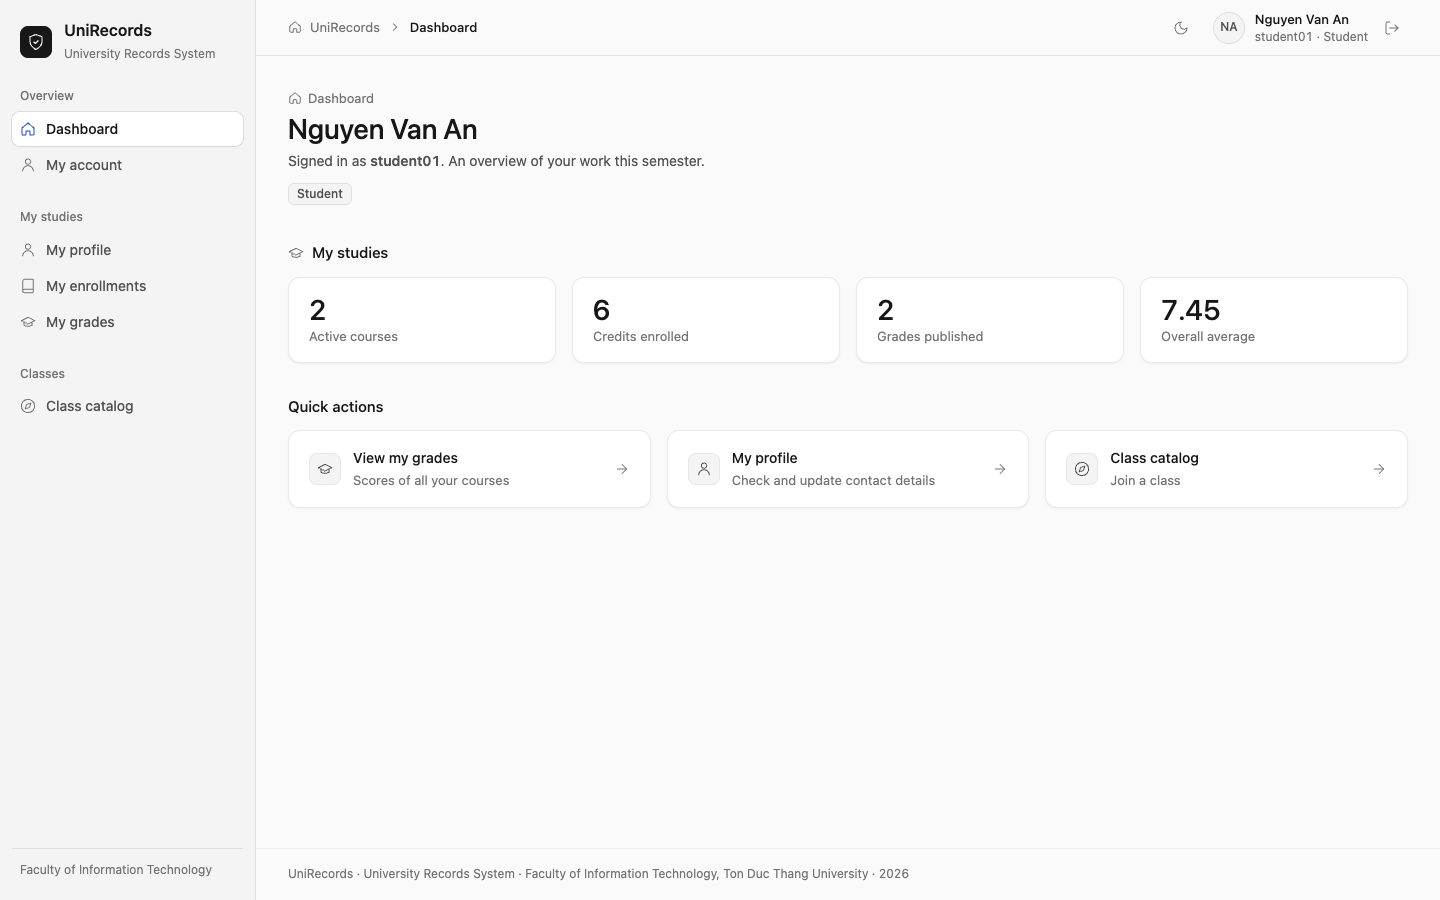 UniRecords
University Records System
Overview
Dashboard
My account
My studies
My profile
My enrollments
My grades
Classes
Class catalog
Faculty of Information Technology
UniRecords
Dashboard
NA
Nguyen Van An
student01 · Student
Dashboard
Nguyen Van An
Signed in as student01. An overview of your work this semester.
Student
My studies
2
Active courses
6
Credits enrolled
2
Grades published
7.45
Overall average
Quick actions
View my grades
Scores of all your courses
My profile
Check and update contact details
Class catalog
Join a class
UniRecords · University Records System · Faculty of Information Technology, Ton Duc Thang University · 2026